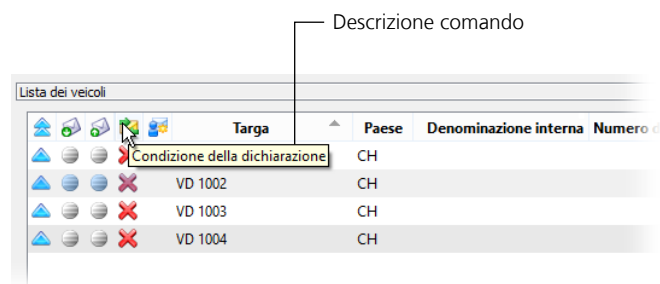 Descrizione comando
Lista dei veicoli
Targa Paese Denominazione interna Numero d
Condizione della dichiarazione CH
VD 1002 CH
VD 1003 CH
VD 1004 CH